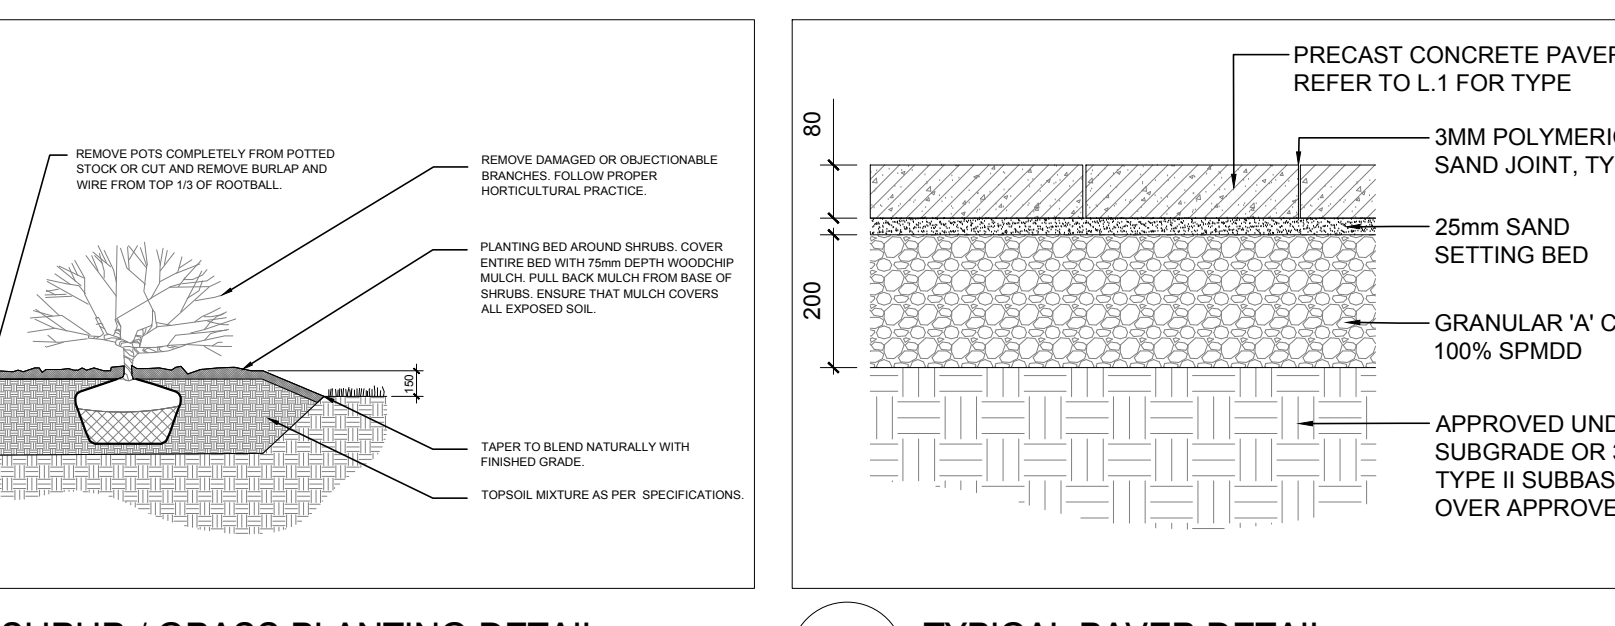 REMOVE POTS COMPLETELY FROM POTTED
STOCK OR CUT AND REMOVE BURLAP AND
WIRE FROM TOP 1/3 OF ROOTBALL.
REMOVE DAMAGED OR OBJECTIONABLE
BRANCHES. FOLLOW PROPER
HORTICULTURAL PRACTICE.
PLANTING BED AROUND SHRUBS. COVER
ENTIRE BED WITH 75mm DEPTH WOODCHIP
MULCH. PULL BACK MULCH FROM BASE OF
SHRUBS. ENSURE THAT MULCH COVERS
ALL EXPOSED SOIL.
150
TAPER TO BLEND NATURALLY WITH
FINISHED GRADE.
TOPSOIL MIXTURE AS PER SPECIFICATIONS.
SHRUB / GRASS PLANTING DETAIL
PRECAST CONCRETE PAVER
REFER TO L.1 FOR TYPE
80
3MM POLYMERIC
SAND JOINT, TY
25mm SAND
SETTING BED
200
GRANULAR 'A' C
100% SPMDD
APPROVED UND
SUBGRADE OR 3
TYPE II SUBBAS
OVER APPROVE
TYPICAL PAVER DETAIL